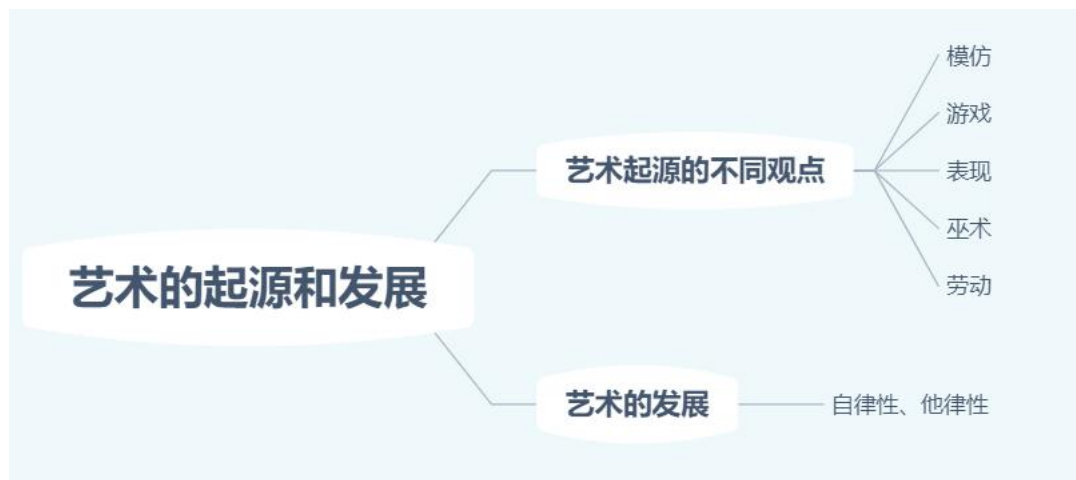 艺术的起源和发展
艺术起源的不同观点
模仿
游戏
表现
巫术
劳动
艺术的发展
自律性、他律性